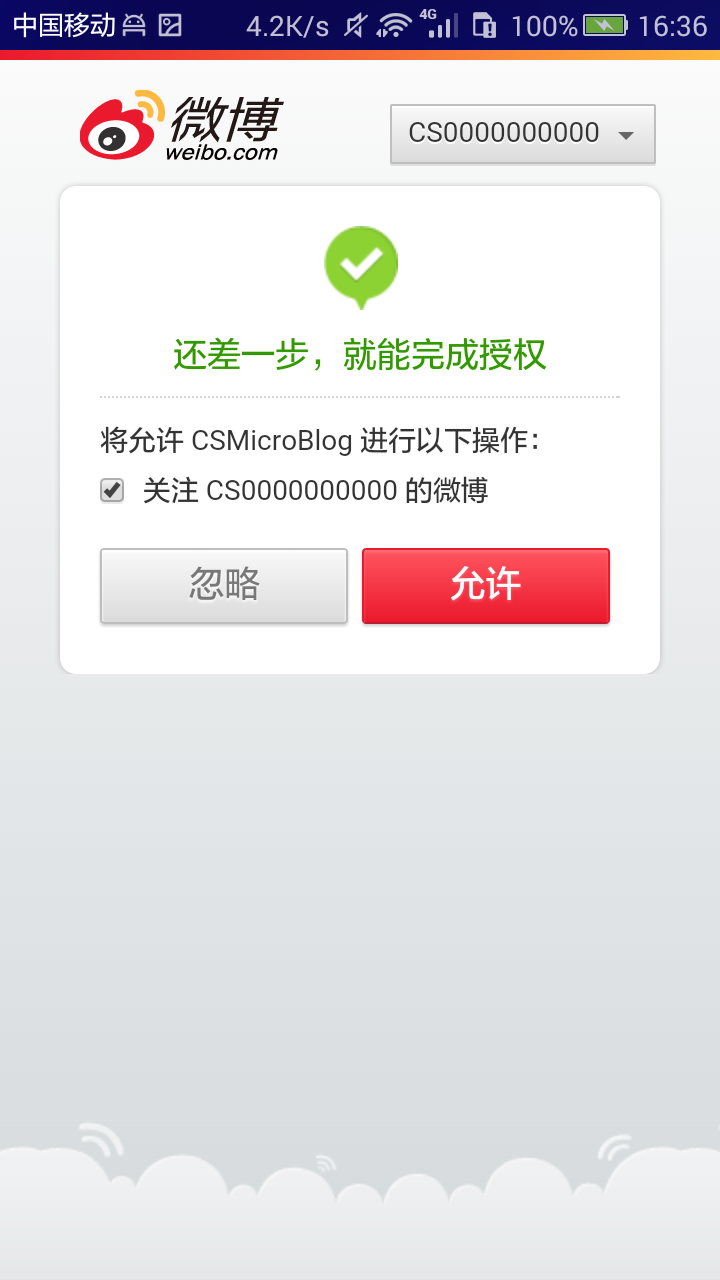 中国移动 4.2K/s 4G 100% 16:36
微博
weibo.com
CS0000000000
还差一步，就能完成授权
将允许 CSMicroBlog 进行以下操作：
关注 CS0000000000 的微博
忽略 允许